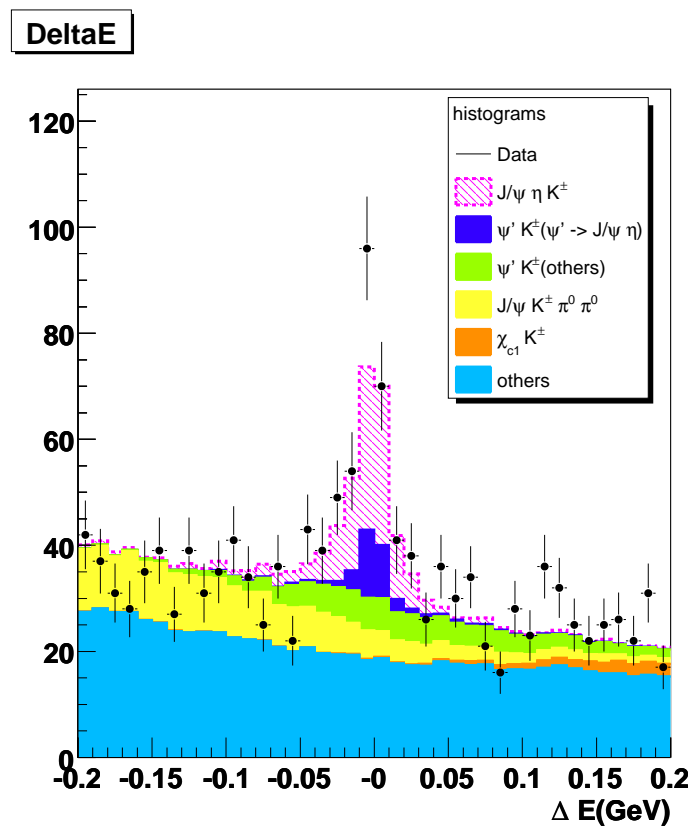 DeltaE
histograms
Data
J/ψ η K±
ψ' K±(ψ' -> J/ψ η)
ψ' K±(others)
J/ψ K± π⁰ π⁰
χc1 K±
others
120
100
80
60
40
20
0
-0.2 -0.15 -0.1 -0.05 -0 0.05 0.1 0.15 0.2
Δ E(GeV)